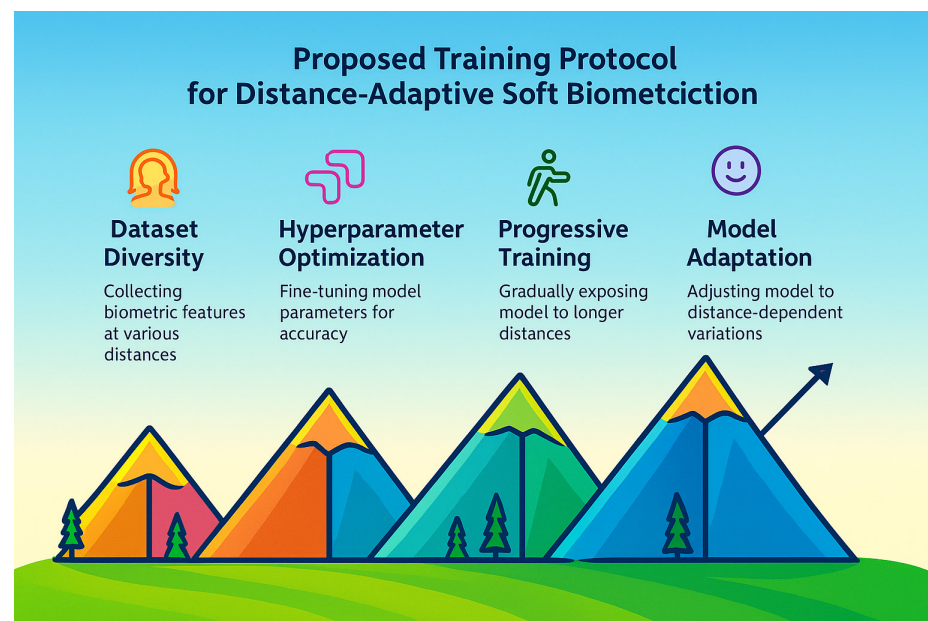 Proposed Training Protocol
for Distance-Adaptive Soft Biometciction
Dataset
Diversity
Collecting
biometric features
at various
distances
Hyperparameter
Optimization
Fine-tuning model
parameters for
accuracy
Progressive
Training
Gradually exposing
model to longer
distances
Model
Adaptation
Adjusting model to
distance-dependent
variations